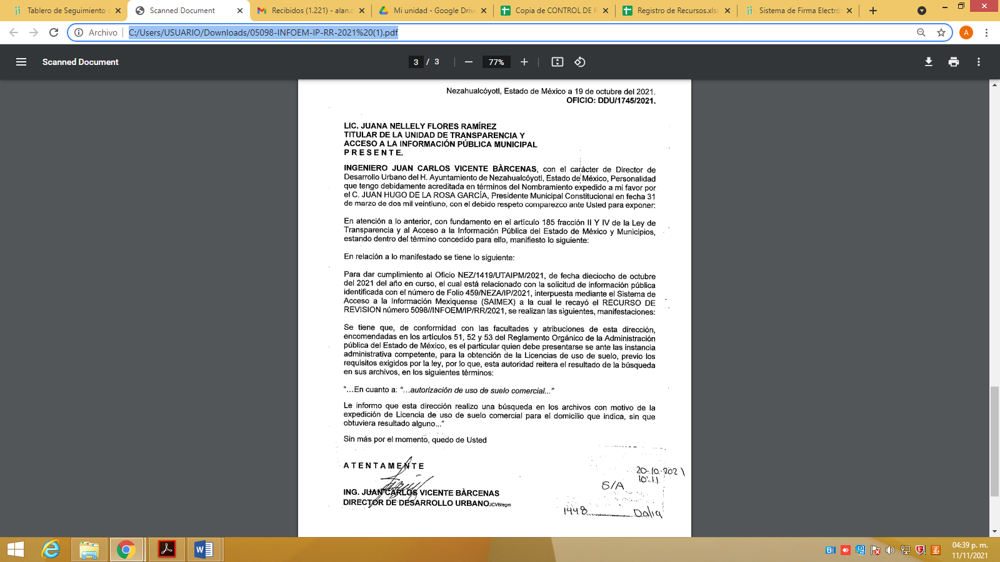 Tablero de Seguimiento
Scanned Document
Recibidos (1.221) - alan.
Mi unidad - Google Drive
Copia de CONTROL DE
Registro de Recursos.xlsx
Sistema de Firma Electró
Archivo
C:/Users/USUARIO/Downloads/05098-INFOEM-IP-RR-2021%20(1).pdf
A
Scanned Document
3 / 3
77%
Nezahualcóyotl, Estado de México a 19 de octubre del 2021.
OFICIO: DDU/1745/2021.
LIC. JUANA NELLELY FLORES RAMÍREZ
TITULAR DE LA UNIDAD DE TRANSPARENCIA Y
ACCESO A LA INFORMACIÓN PÚBLICA MUNICIPAL
P R E S E N T E.
INGENIERO JUAN CARLOS VICENTE BÀRCENAS, con el carácter de Director de
Desarrollo Urbano del H. Ayuntamiento de Nezahualcóyotl, Estado de México, Personalidad
que tengo debidamente acreditada en términos del Nombramiento expedido a mi favor por
el C. JUAN HUGO DE LA ROSA GARCÍA, Presidente Municipal Constitucional en fecha 31
de marzo de dos mil veintiuno, con el debido respeto comparezco ante Usted para exponer:
En atención a lo anterior, con fundamento en el artículo 185 fracción II Y IV de la Ley de
Transparencia y al Acceso a la Información Pública del Estado de México y Municipios,
estando dentro del término concedido para ello, manifiesto lo siguiente:
En relación a lo manifestado se tiene lo siguiente:
Para dar cumplimiento al Oficio NEZ/1419/UTAIPM/2021, de fecha dieciocho de octubre
del 2021 del año en curso, el cual está relacionado con la solicitud de información pública
identificada con el número de Folio 459/NEZA/IP/2021, interpuesta mediante el Sistema de
Acceso a la Información Mexiquense (SAIMEX) a la cual le recayó el RECURSO DE
REVISION número 5098//INFOEM/IP/RR/2021, se realizan las siguientes, manifestaciones:
Se tiene que, de conformidad con las facultades y atribuciones de esta dirección,
encomendadas en los artículos 51, 52 y 53 del Reglamento Orgánico de la Administración
pública del Estado de México, es el particular quien debe presentarse se ante las instancia
administrativa competente, para la obtención de la Licencias de uso de suelo, previo los
requisitos exigidos por la ley, por lo que, esta autoridad reitera el resultado de la búsqueda
en sus archivos, en los siguientes términos:
“...En cuanto a: “...autorización de uso de suelo comercial...”
Le informo que esta dirección realizo una búsqueda en los archivos con motivo de la
expedición de Licencia de uso de suelo comercial para el domicilio que indica, sin que
obtuviera resultado alguno...”
Sin más por el momento, quedo de Usted
A T E N T A M E N T E
20-10-2021
10:11
S/A
ING. JUAN CARLOS VICENTE BÀRCENAS
DIRECTOR DE DESARROLLO URBANO JCVB/egm
1448 Dalia
04:39 p. m.
11/11/2021